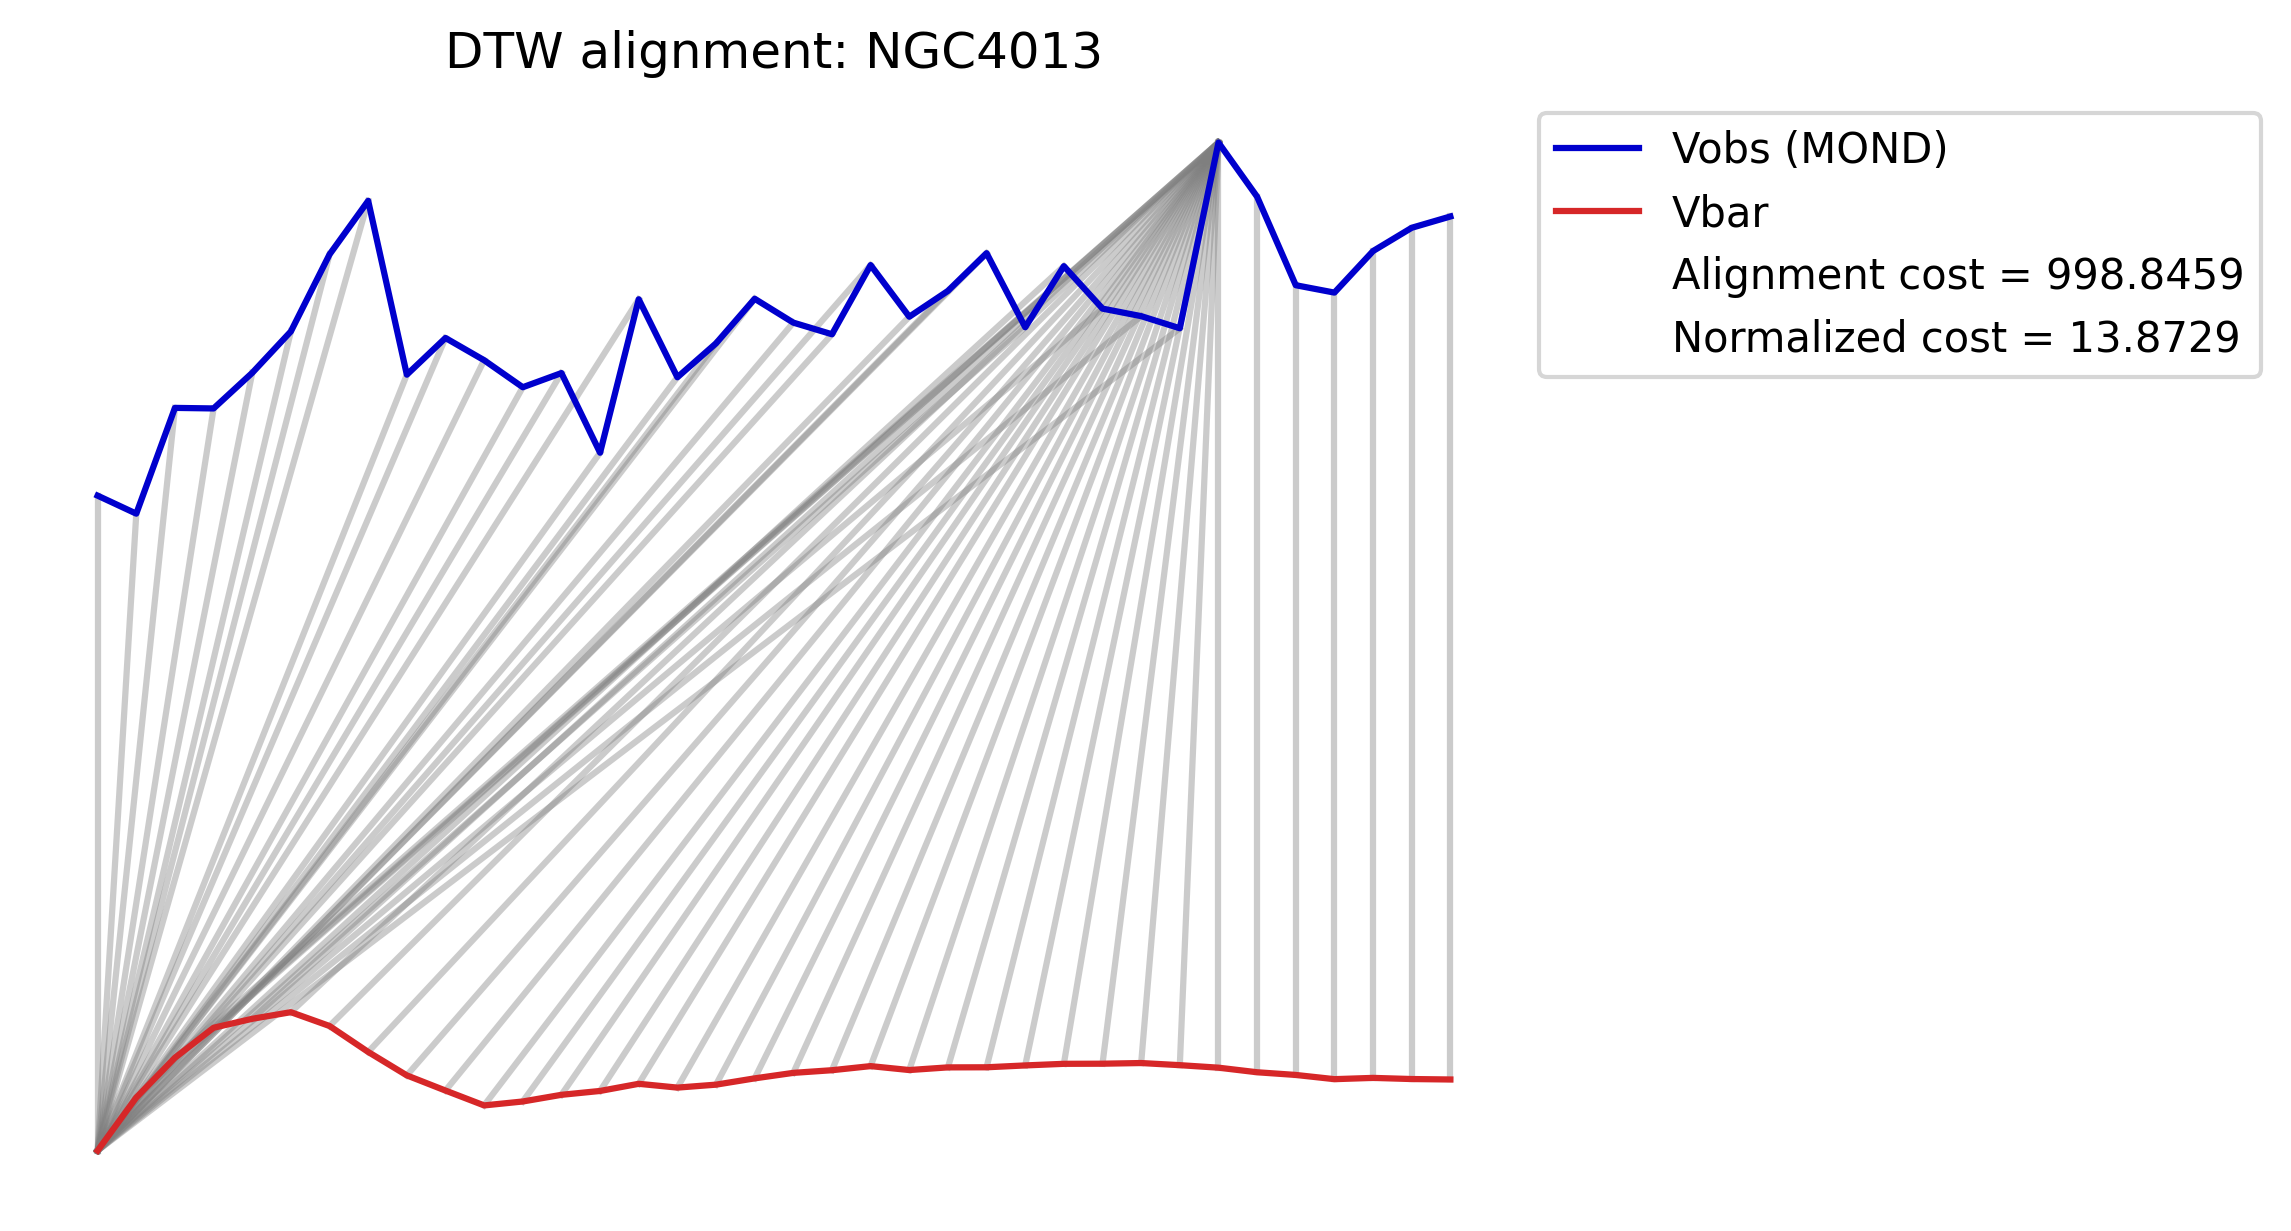 DTW alignment: NGC4013
Vobs (MOND)
Vbar
Alignment cost = 998.8459
Normalized cost = 13.8729